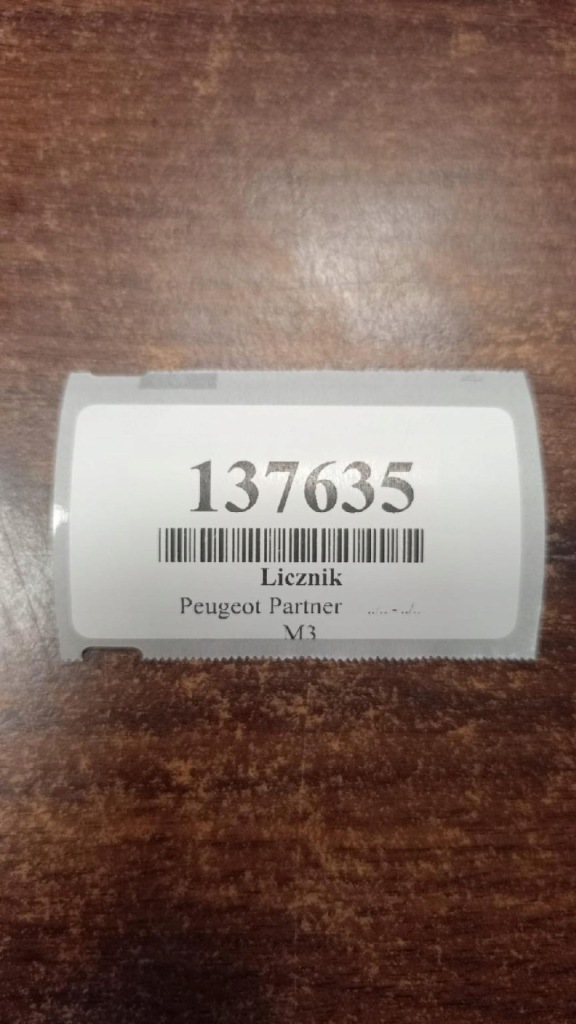 137635
Licznik
Peugeot Partner ../.. - ../..
M3